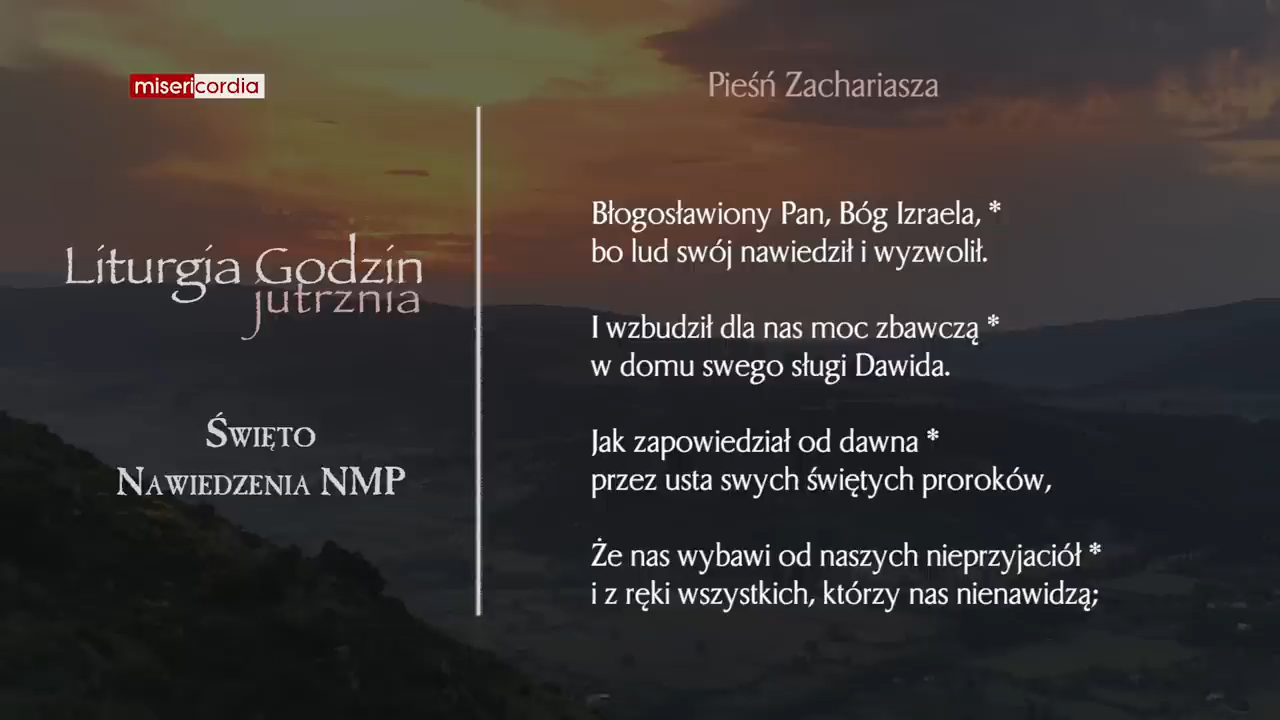 misericordia
Liturgia Godzin
jutrznia
Święto
Nawiedzenia NMP
Pieśń Zachariasza
Błogosławiony Pan, Bóg Izraela, *
bo lud swój nawiedził i wyzwolił.
I wzbudził dla nas moc zbawczą *
w domu swego sługi Dawida.
Jak zapowiedział od dawna *
przez usta swych świętych proroków,
Że nas wybawi od naszych nieprzyjaciół *
i z ręki wszystkich, którzy nas nienawidzą;